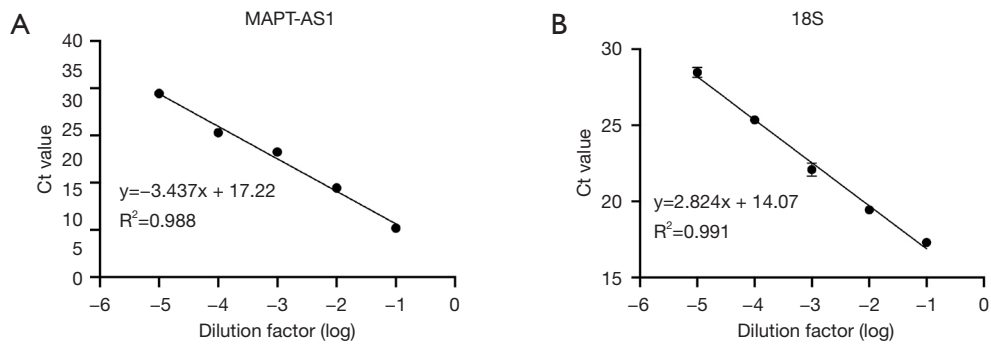 A
MAPT-AS1
40
35
30
25
20
15
10
5
0
Ct value
y=−3.437x + 17.22
R²=0.988
−6 −5 −4 −3 −2 −1 0
Dilution factor (log)
B
18S
30
25
20
15
Ct value
y=2.824x + 14.07
R²=0.991
−6 −5 −4 −3 −2 −1 0
Dilution factor (log)